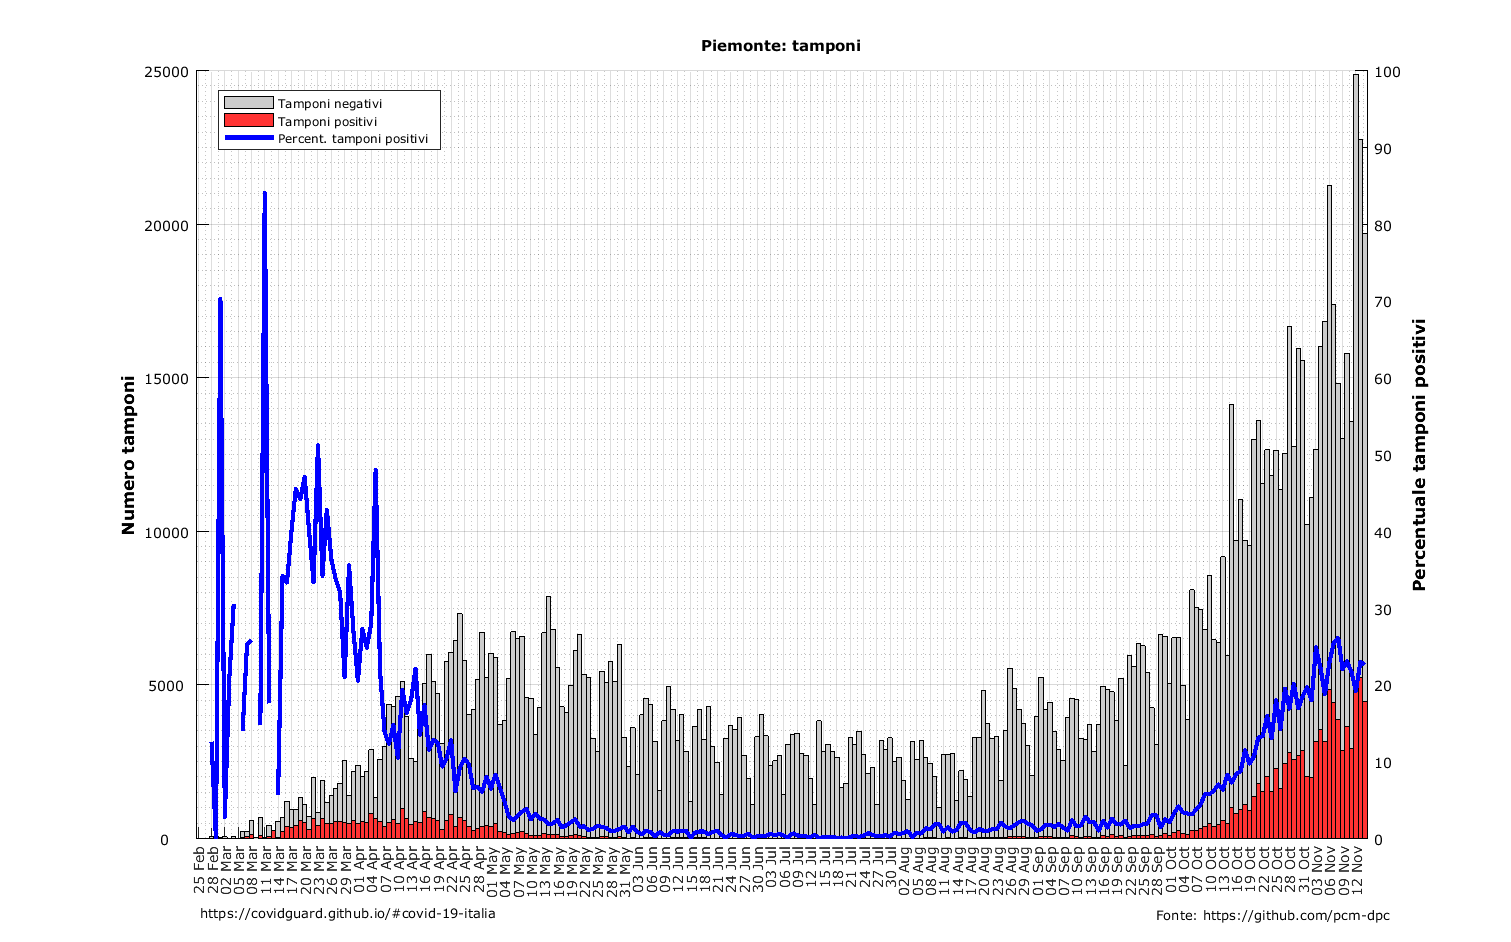 Piemonte: tamponi
25000
20000
15000
10000
5000
0
100
90
80
70
60
50
40
30
20
10
0
Tamponi negativi
Tamponi positivi
Percent. tamponi positivi
Numero tamponi
Percentuale tamponi positivi
25 Feb
28 Feb
02 Mar
05 Mar
08 Mar
11 Mar
14 Mar
17 Mar
20 Mar
23 Mar
26 Mar
29 Mar
01 Apr
04 Apr
07 Apr
10 Apr
13 Apr
16 Apr
19 Apr
22 Apr
25 Apr
28 Apr
01 May
04 May
07 May
10 May
13 May
16 May
19 May
22 May
25 May
28 May
31 May
03 Jun
06 Jun
09 Jun
12 Jun
15 Jun
18 Jun
21 Jun
24 Jun
27 Jun
30 Jun
03 Jul
06 Jul
09 Jul
12 Jul
15 Jul
18 Jul
21 Jul
24 Jul
27 Jul
30 Jul
02 Aug
05 Aug
08 Aug
11 Aug
14 Aug
17 Aug
20 Aug
23 Aug
26 Aug
29 Aug
01 Sep
04 Sep
07 Sep
10 Sep
13 Sep
16 Sep
19 Sep
22 Sep
25 Sep
28 Sep
01 Oct
04 Oct
07 Oct
10 Oct
13 Oct
16 Oct
19 Oct
22 Oct
25 Oct
28 Oct
31 Oct
03 Nov
06 Nov
09 Nov
12 Nov
https://covidguard.github.io/#covid-19-italia
Fonte: https://github.com/pcm-dpc